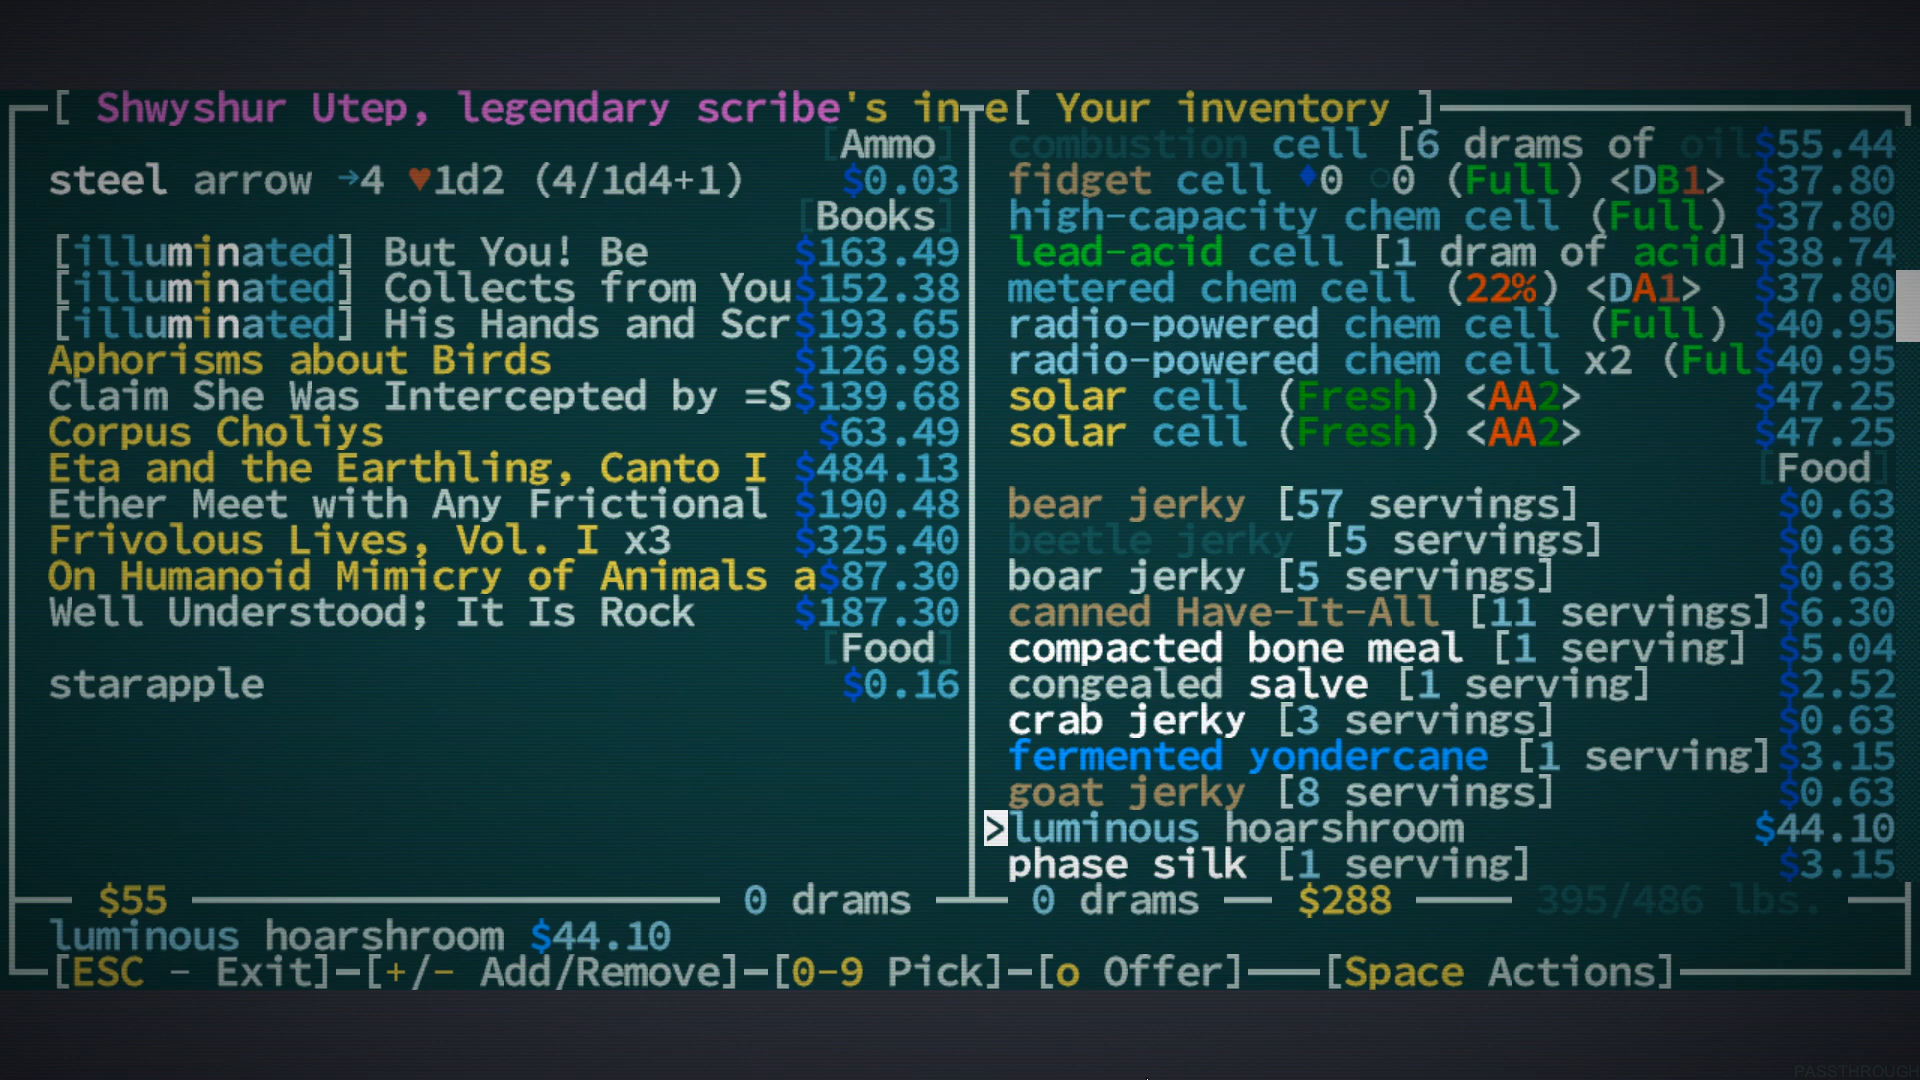 [ Shwyshur Utep, legendary scribe's in e[ Your inventory ]
[Ammo]
steel arrow →4 ♥1d2 (4/1d4+1) $0.03
[Books]
[illuminated] But You! Be $163.49
[illuminated] Collects from You $152.38
[illuminated] His Hands and Scr $193.65
Aphorisms about Birds $126.98
Claim She Was Intercepted by =S $139.68
Corpus Choliys $63.49
Eta and the Earthling, Canto I $484.13
Ether Meet with Any Frictional $190.48
Frivolous Lives, Vol. I x3 $325.40
On Humanoid Mimicry of Animals a $87.30
Well Understood; It Is Rock $187.30
[Food]
starapple $0.16
combustion cell [6 drams of oil $55.44
fidget cell ♦0 ○0 (Full) <DB1> $37.80
high-capacity chem cell (Full) $37.80
lead-acid cell [1 dram of acid] $38.74
metered chem cell (22%) <DA1> $37.80
radio-powered chem cell (Full) $40.95
radio-powered chem cell x2 (Ful $40.95
solar cell (Fresh) <AA2> $47.25
solar cell (Fresh) <AA2> $47.25
[Food]
bear jerky [57 servings] $0.63
beetle jerky [5 servings] $0.63
boar jerky [5 servings] $0.63
canned Have-It-All [11 servings] $6.30
compacted bone meal [1 serving] $5.04
congealed salve [1 serving] $2.52
crab jerky [3 servings] $0.63
fermented yondercane [1 serving] $3.15
goat jerky [8 servings] $0.63
>luminous hoarshroom $44.10
phase silk [1 serving] $3.15
$55 0 drams 0 drams $288 395/486 lbs.
luminous hoarshroom $44.10
[ESC - Exit] [+/- Add/Remove] [0-9 Pick] [o Offer] [Space Actions]
PASSTHROUGH